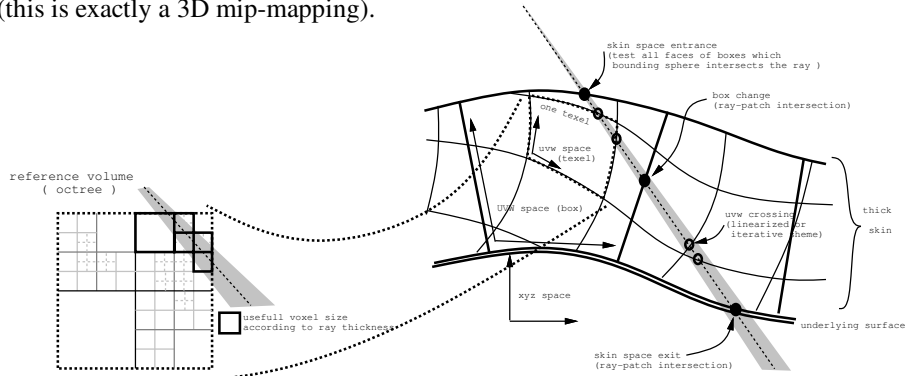 (this is exactly a 3D mip-mapping).
skin space entrance
(test all faces of boxes which
bounding sphere intersects the ray )
box change
(ray-patch intersection)
one texel
uvw space
(texel)
reference volume
( octree )
UVW space (box)
uvw crossing
(linearized or
iterative scheme)
thick
skin
xyz space
usefull voxel size
according to ray thickness
underlying surface
skin space exit
(ray-patch intersection)